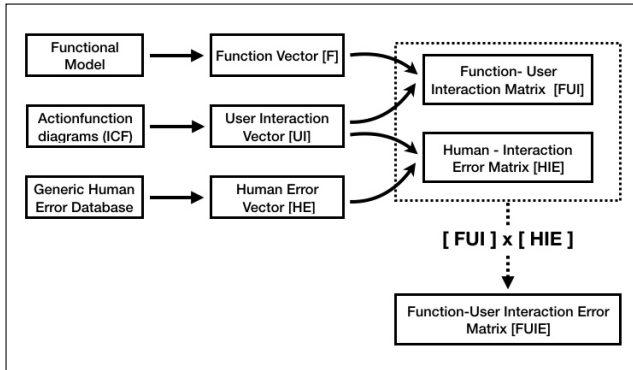 Functional
Model
Function Vector [F]
Function- User
Interaction Matrix [FUI]
Actionfunction
diagrams (ICF)
User Interaction
Vector [UI]
Human - Interaction
Error Matrix [HIE]
Generic Human
Error Database
Human Error
Vector [HE]
[ FUI ] x [ HIE ]
Function-User Interaction Error
Matrix [FUIE]